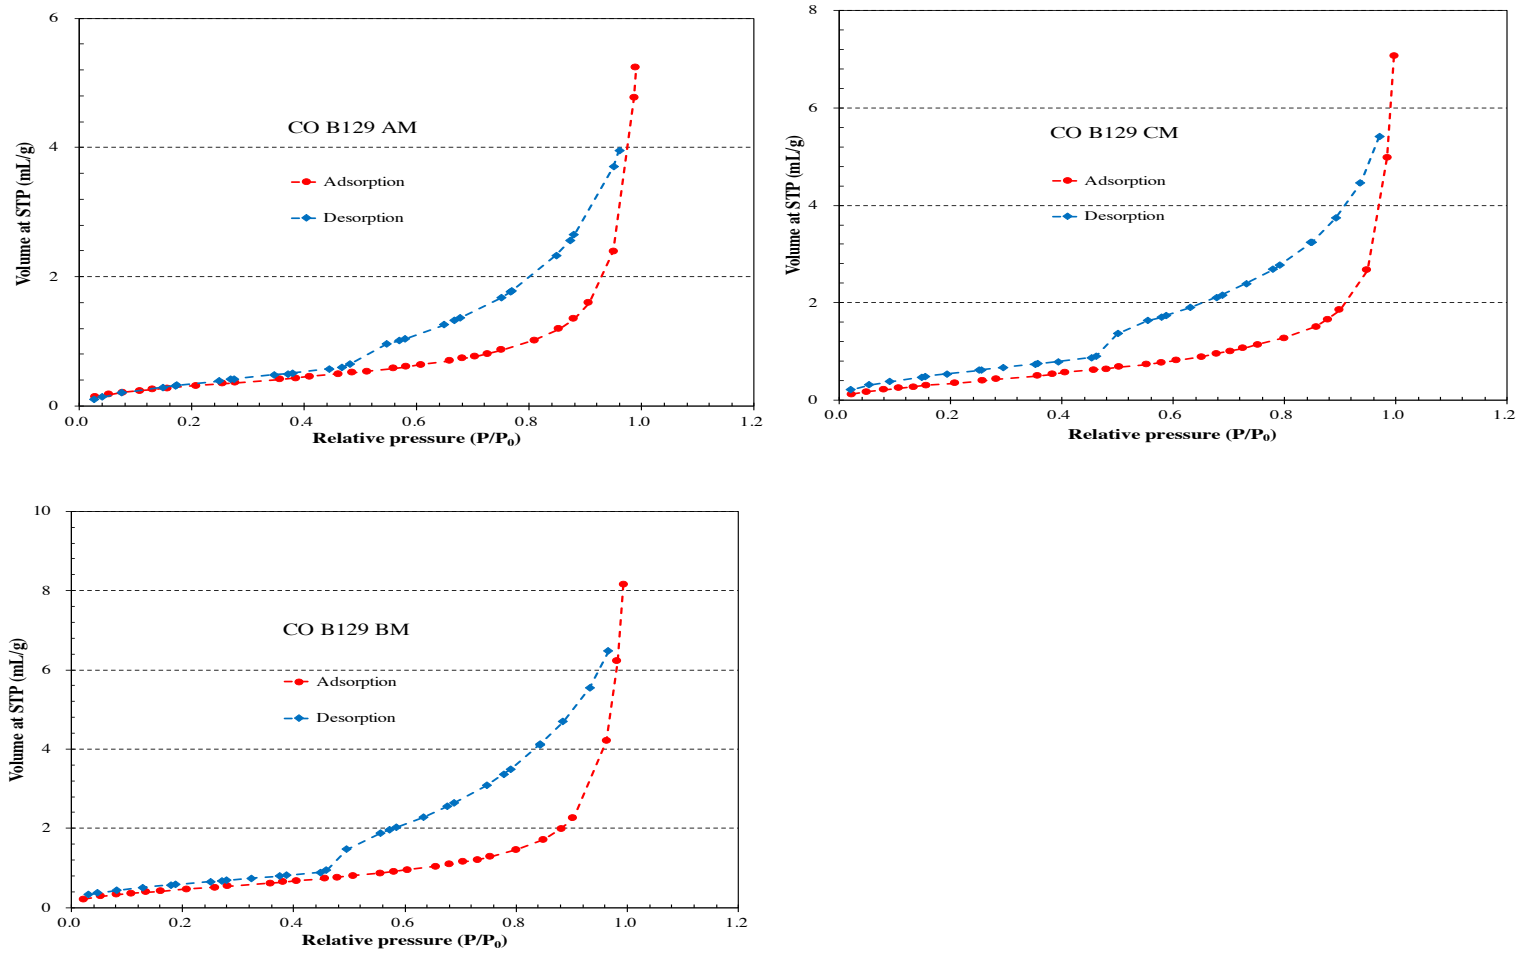 6
4
2
0
Volume at STP (mL/g)
CO B129 AM
Adsorption
Desorption
0.0 0.2 0.4 0.6 0.8 1.0 1.2
Relative pressure (P/P₀)
8
6
4
2
0
Volume at STP (mL/g)
CO B129 CM
Adsorption
Desorption
0.0 0.2 0.4 0.6 0.8 1.0 1.2
Relative pressure (P/P₀)
10
8
6
4
2
0
Volume at STP (mL/g)
CO B129 BM
Adsorption
Desorption
0.0 0.2 0.4 0.6 0.8 1.0 1.2
Relative pressure (P/P₀)